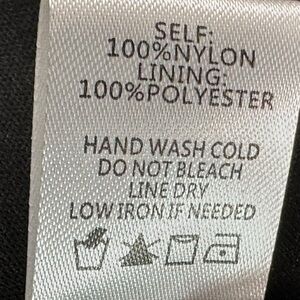 SELF:
100%NYLON
LINING:
100%POLYESTER
HAND WASH COLD
DO NOT BLEACH
LINE DRY
LOW IRON IF NEEDED